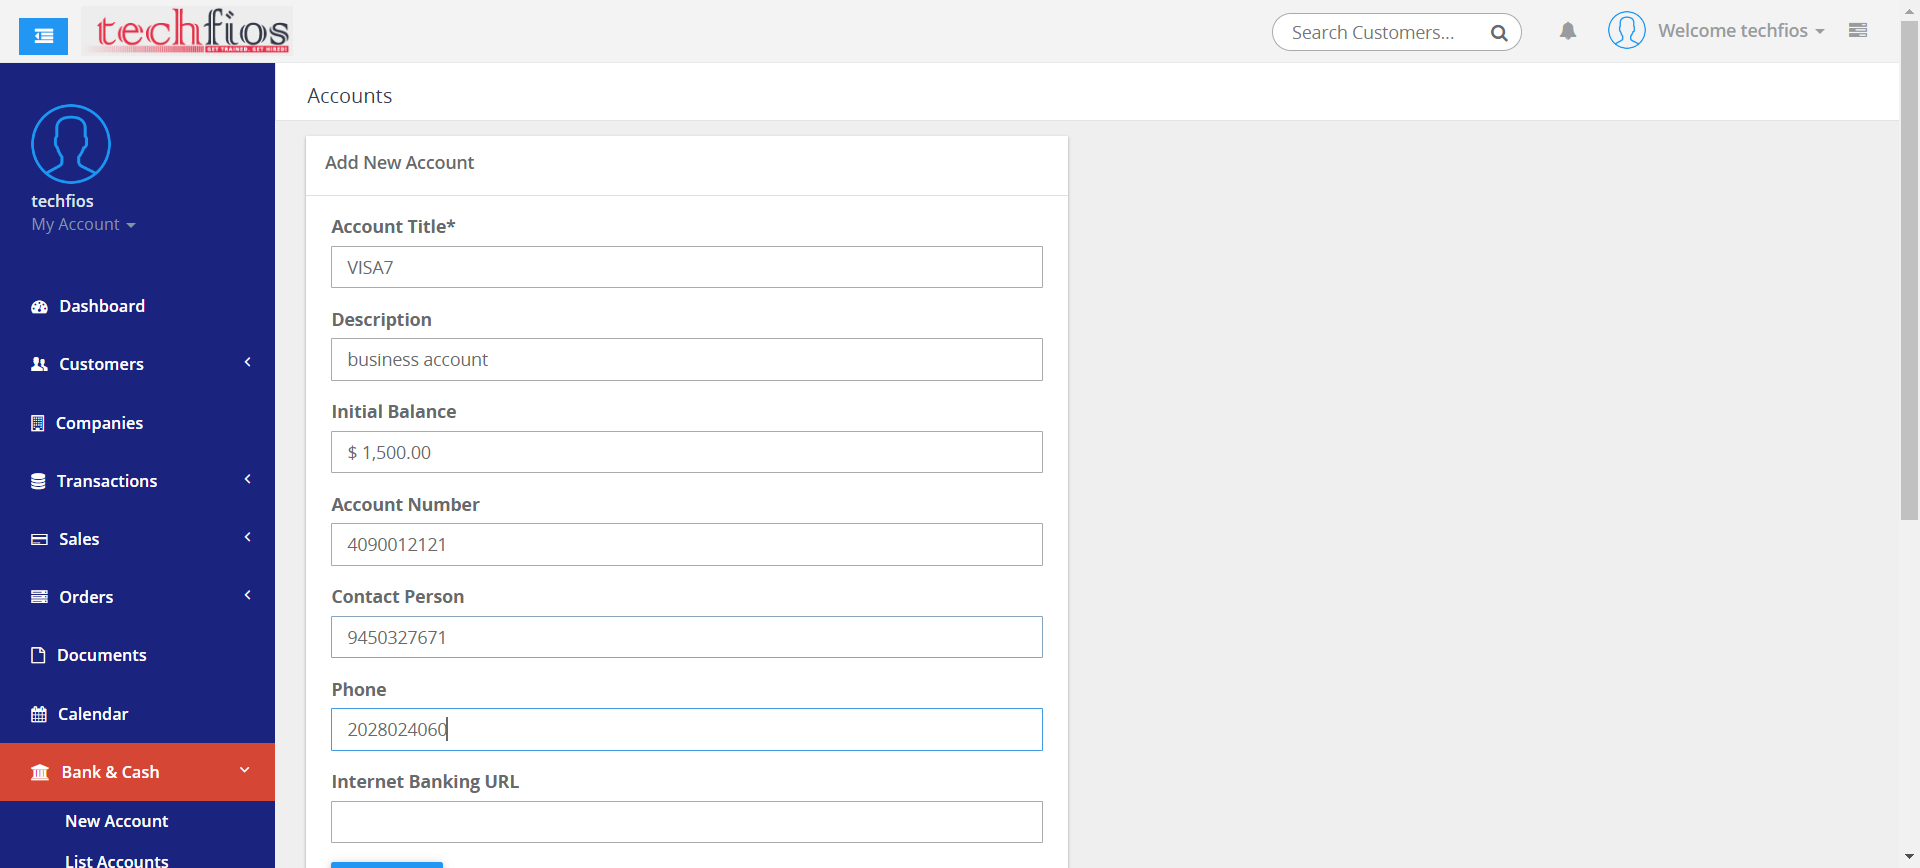 techfios
GET TRAINED. GET HIRED!
Search Customers...
Welcome techfios
techfios
My Account
Dashboard
Customers
Companies
Transactions
Sales
Orders
Documents
Calendar
Bank & Cash
New Account
List Accounts
Accounts
Add New Account
Account Title*
VISA7
Description
business account
Initial Balance
$ 1,500.00
Account Number
4090012121
Contact Person
9450327671
Phone
2028024060
Internet Banking URL